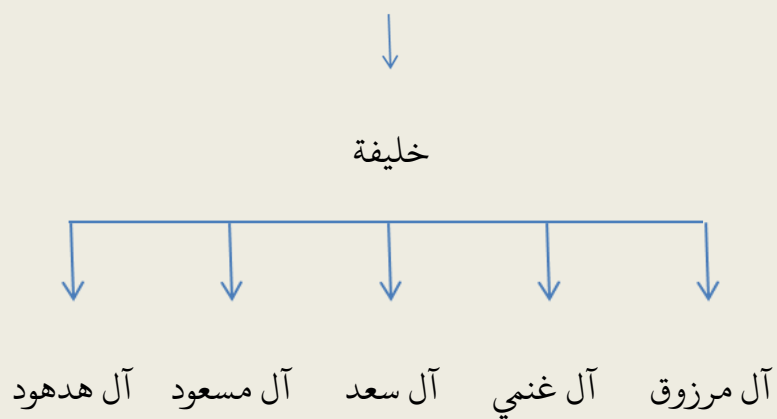 خليفة
آل مرزوق آل غنمي آل سعد آل مسعود آل هدهود